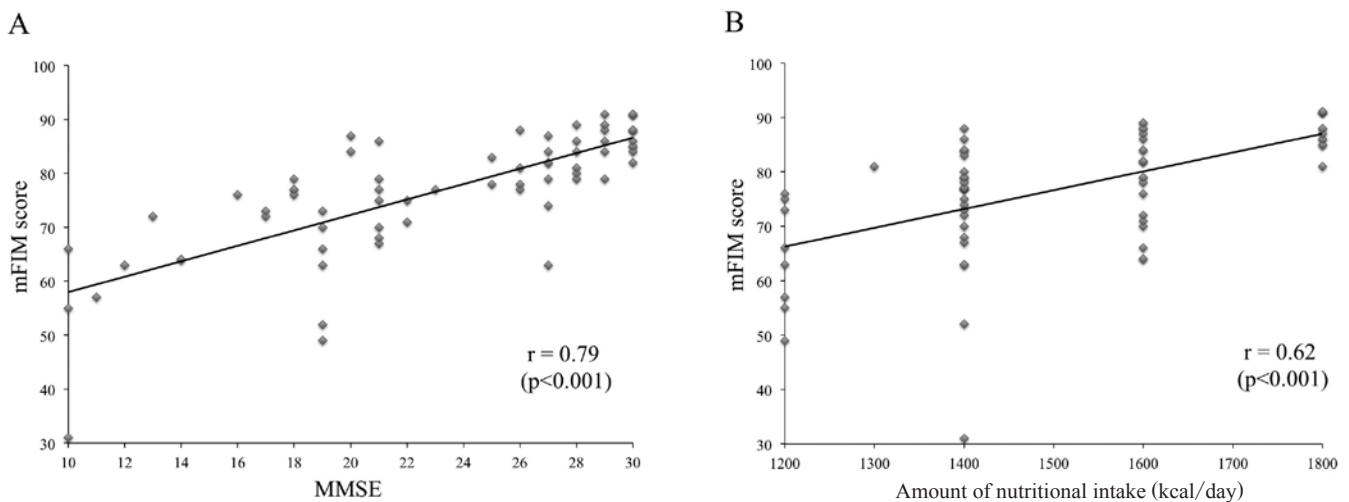 A
mFIM score
100
90
80
70
60
50
40
30
r = 0.79
(p<0.001)
10 12 14 16 18 20 22 24 26 28 30
MMSE
B
mFIM score
100
90
80
70
60
50
40
30
r = 0.62
(p<0.001)
1200 1300 1400 1500 1600 1700 1800
Amount of nutritional intake (kcal/day)